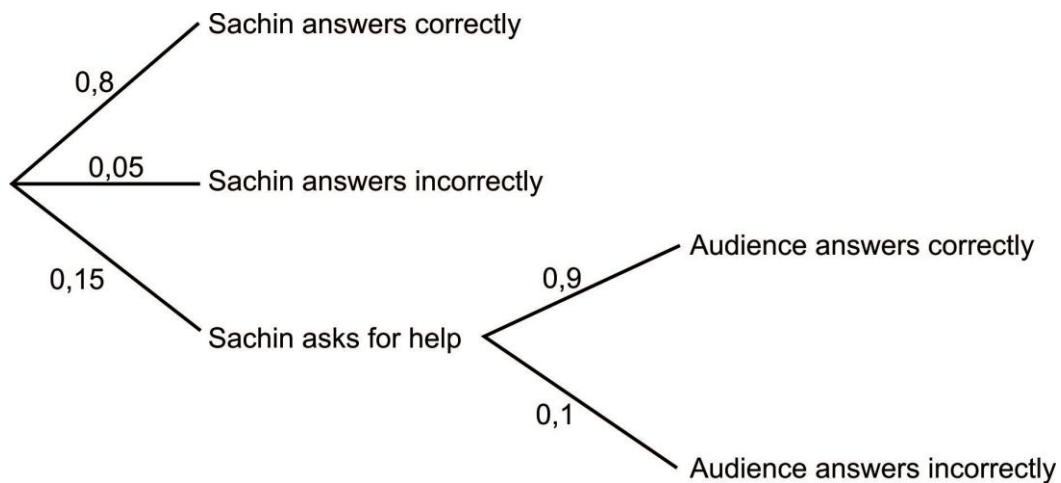 Sachin answers correctly
0,8
0,05
Sachin answers incorrectly
0,15
Sachin asks for help
Audience answers correctly
0,9
0,1
Audience answers incorrectly